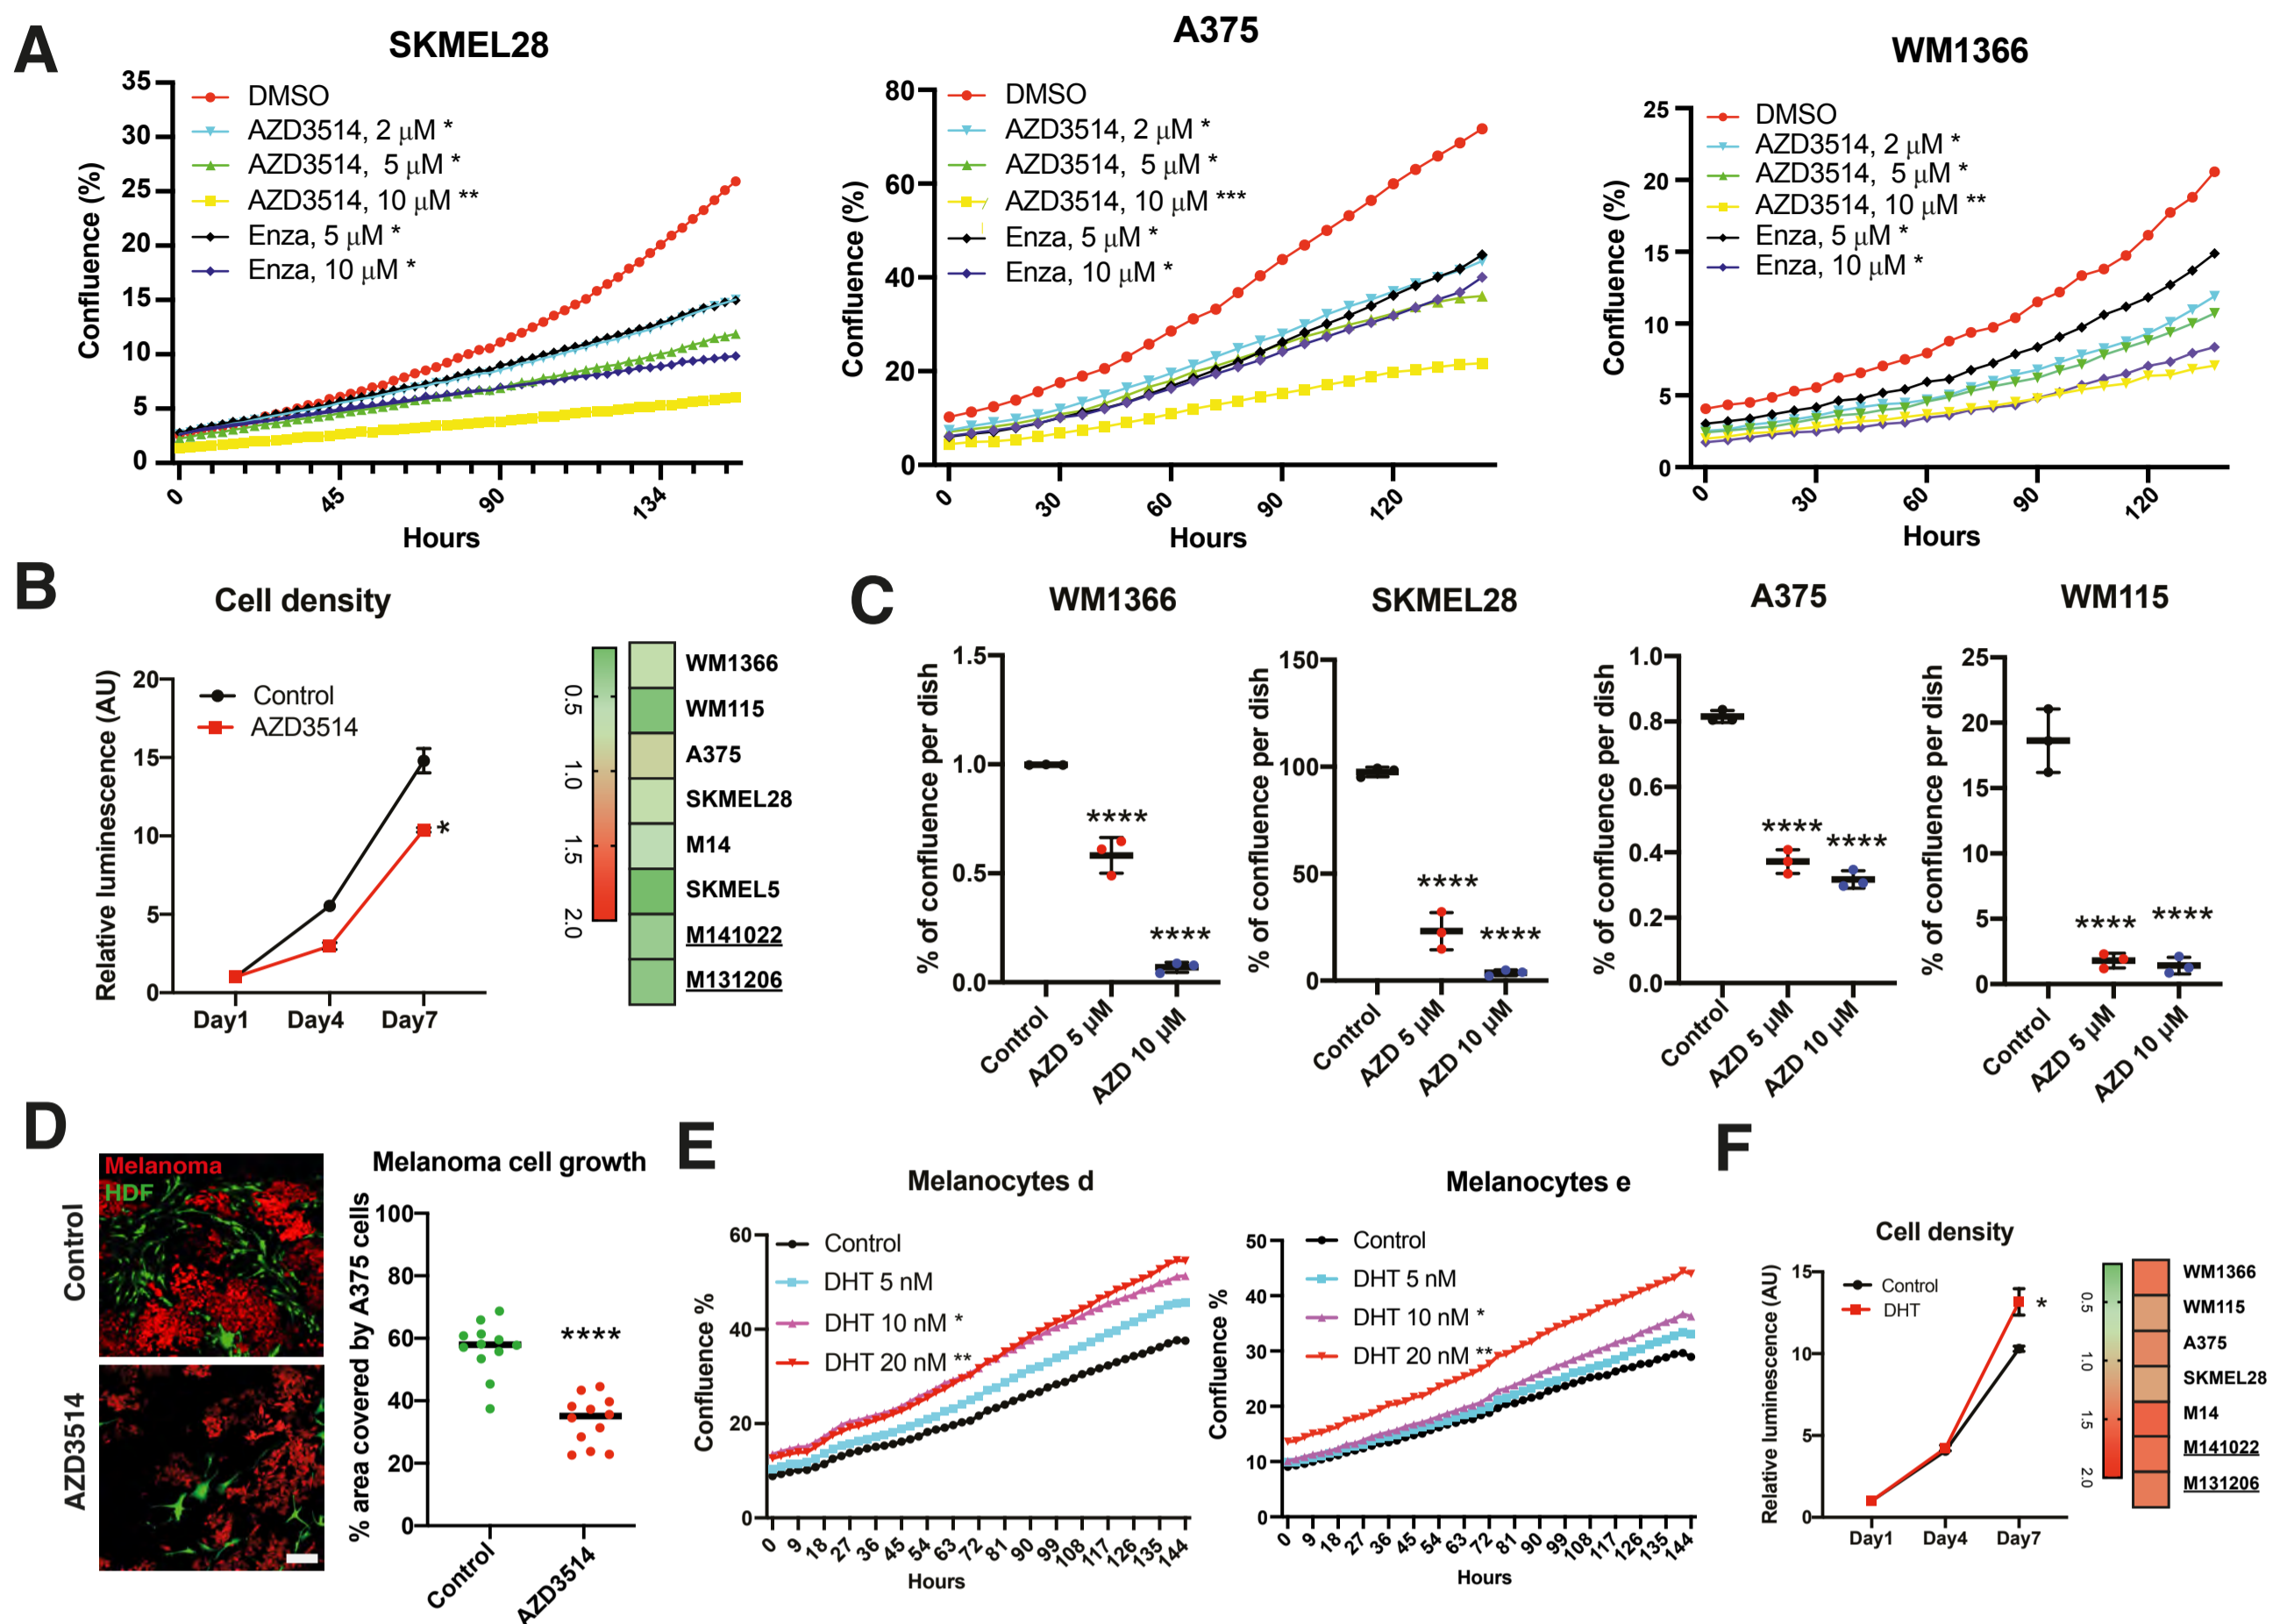 A
SKMEL28
Confluence (%)
35
30
25
20
15
10
5
0
DMSO
AZD3514, 2 μM *
AZD3514, 5 μM *
AZD3514, 10 μM **
Enza, 5 μM *
Enza, 10 μM *
0 45 90 134
Hours
A375
Confluence (%)
80
60
40
20
0
DMSO
AZD3514, 2 μM *
AZD3514, 5 μM *
AZD3514, 10 μM ***
Enza, 5 μM *
Enza, 10 μM *
0 30 60 90 120
Hours
WM1366
Confluence (%)
25
20
15
10
5
0
DMSO
AZD3514, 2 μM *
AZD3514, 5 μM *
AZD3514, 10 μM **
Enza, 5 μM *
Enza, 10 μM *
0 30 60 90 120
Hours
B
Cell density
Relative luminescence (AU)
20
15
10
5
0
Control
AZD3514
*
Day1 Day4 Day7
0.5
1.0
1.5
2.0
WM1366
WM115
A375
SKMEL28
M14
SKMEL5
M141022
M131206
C
WM1366
% of confluence per dish
1.5
1.0
0.5
0.0
****
****
Control
AZD 5 μM
AZD 10 μM
SKMEL28
% of confluence per dish
150
100
50
0
****
****
Control
AZD 5 μM
AZD 10 μM
A375
% of confluence per dish
1.0
0.8
0.6
0.4
0.2
0.0
****
****
Control
AZD 5 μM
AZD 10 μM
WM115
% of confluence per dish
25
20
15
10
5
0
****
****
Control
AZD 5 μM
AZD 10 μM
D
Control
Melanoma
HDF
AZD3514
Melanoma cell growth
% area covered by A375 cells
100
80
60
40
20
0
****
Control
AZD3514
E
Melanocytes d
Confluence %
60
40
20
0
Control
DHT 5 nM
DHT 10 nM *
DHT 20 nM **
0 9 18 27 36 45 54 63 72 81 90 99 108 117 126 135 144
Hours
Melanocytes e
Confluence %
50
40
30
20
10
0
Control
DHT 5 nM
DHT 10 nM *
DHT 20 nM **
0 9 18 27 36 45 54 63 72 81 90 99 108 117 126 135 144
Hours
F
Cell density
Relative luminescence (AU)
15
10
5
0
Control
DHT
*
Day1 Day4 Day7
0.5
1.0
1.5
2.0
WM1366
WM115
A375
SKMEL28
M14
M141022
M131206